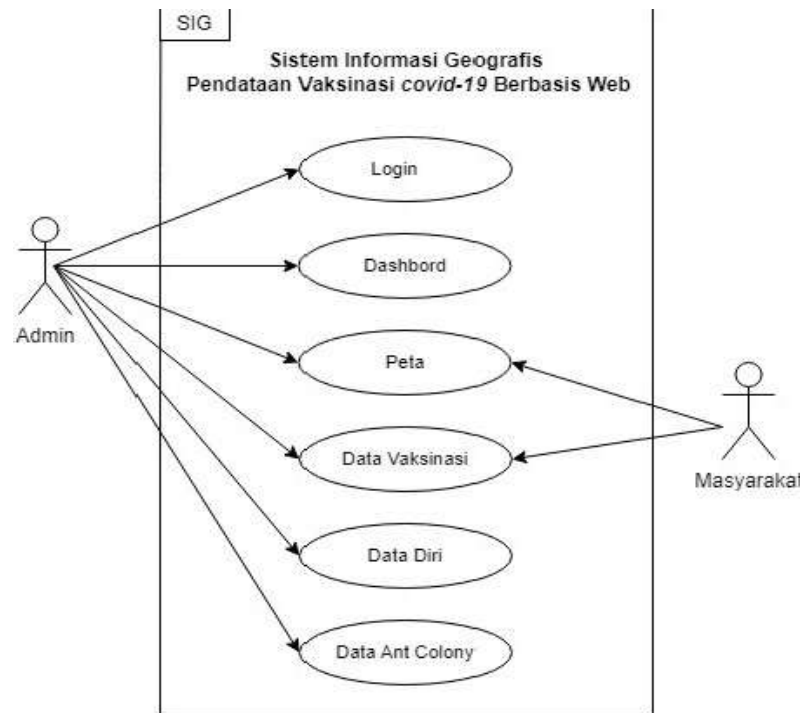 SIG
Sistem Informasi Geografis
Pendataan Vaksinasi covid-19 Berbasis Web
Login
Dashbord
Admin
Peta
Data Vaksinasi
Masyarakat
Data Diri
Data Ant Colony